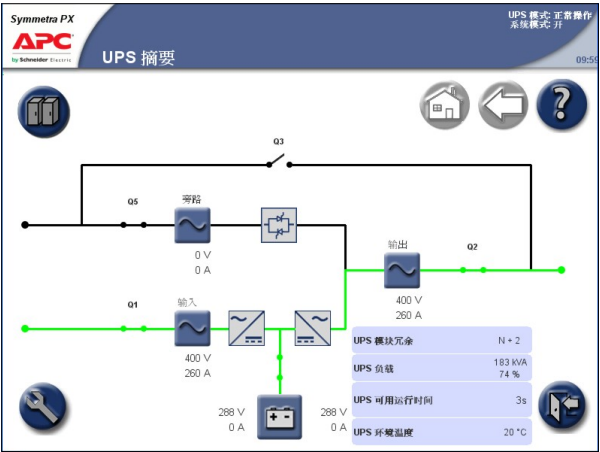 Symmetra PX
APC
by Schneider Electric
UPS 摘要
UPS 模式: 正常操作
系统模式: 开
09:59
Q3
Q5
旁路
0 V
0 A
输出
Q2
400 V
260 A
Q1
输入
400 V
260 A
288 V
0 A
288 V
0 A
UPS 模块冗余 N + 2
UPS 负载 183 kVA
74 %
UPS 可用运行时间 3s
UPS 环境温度 20 °C